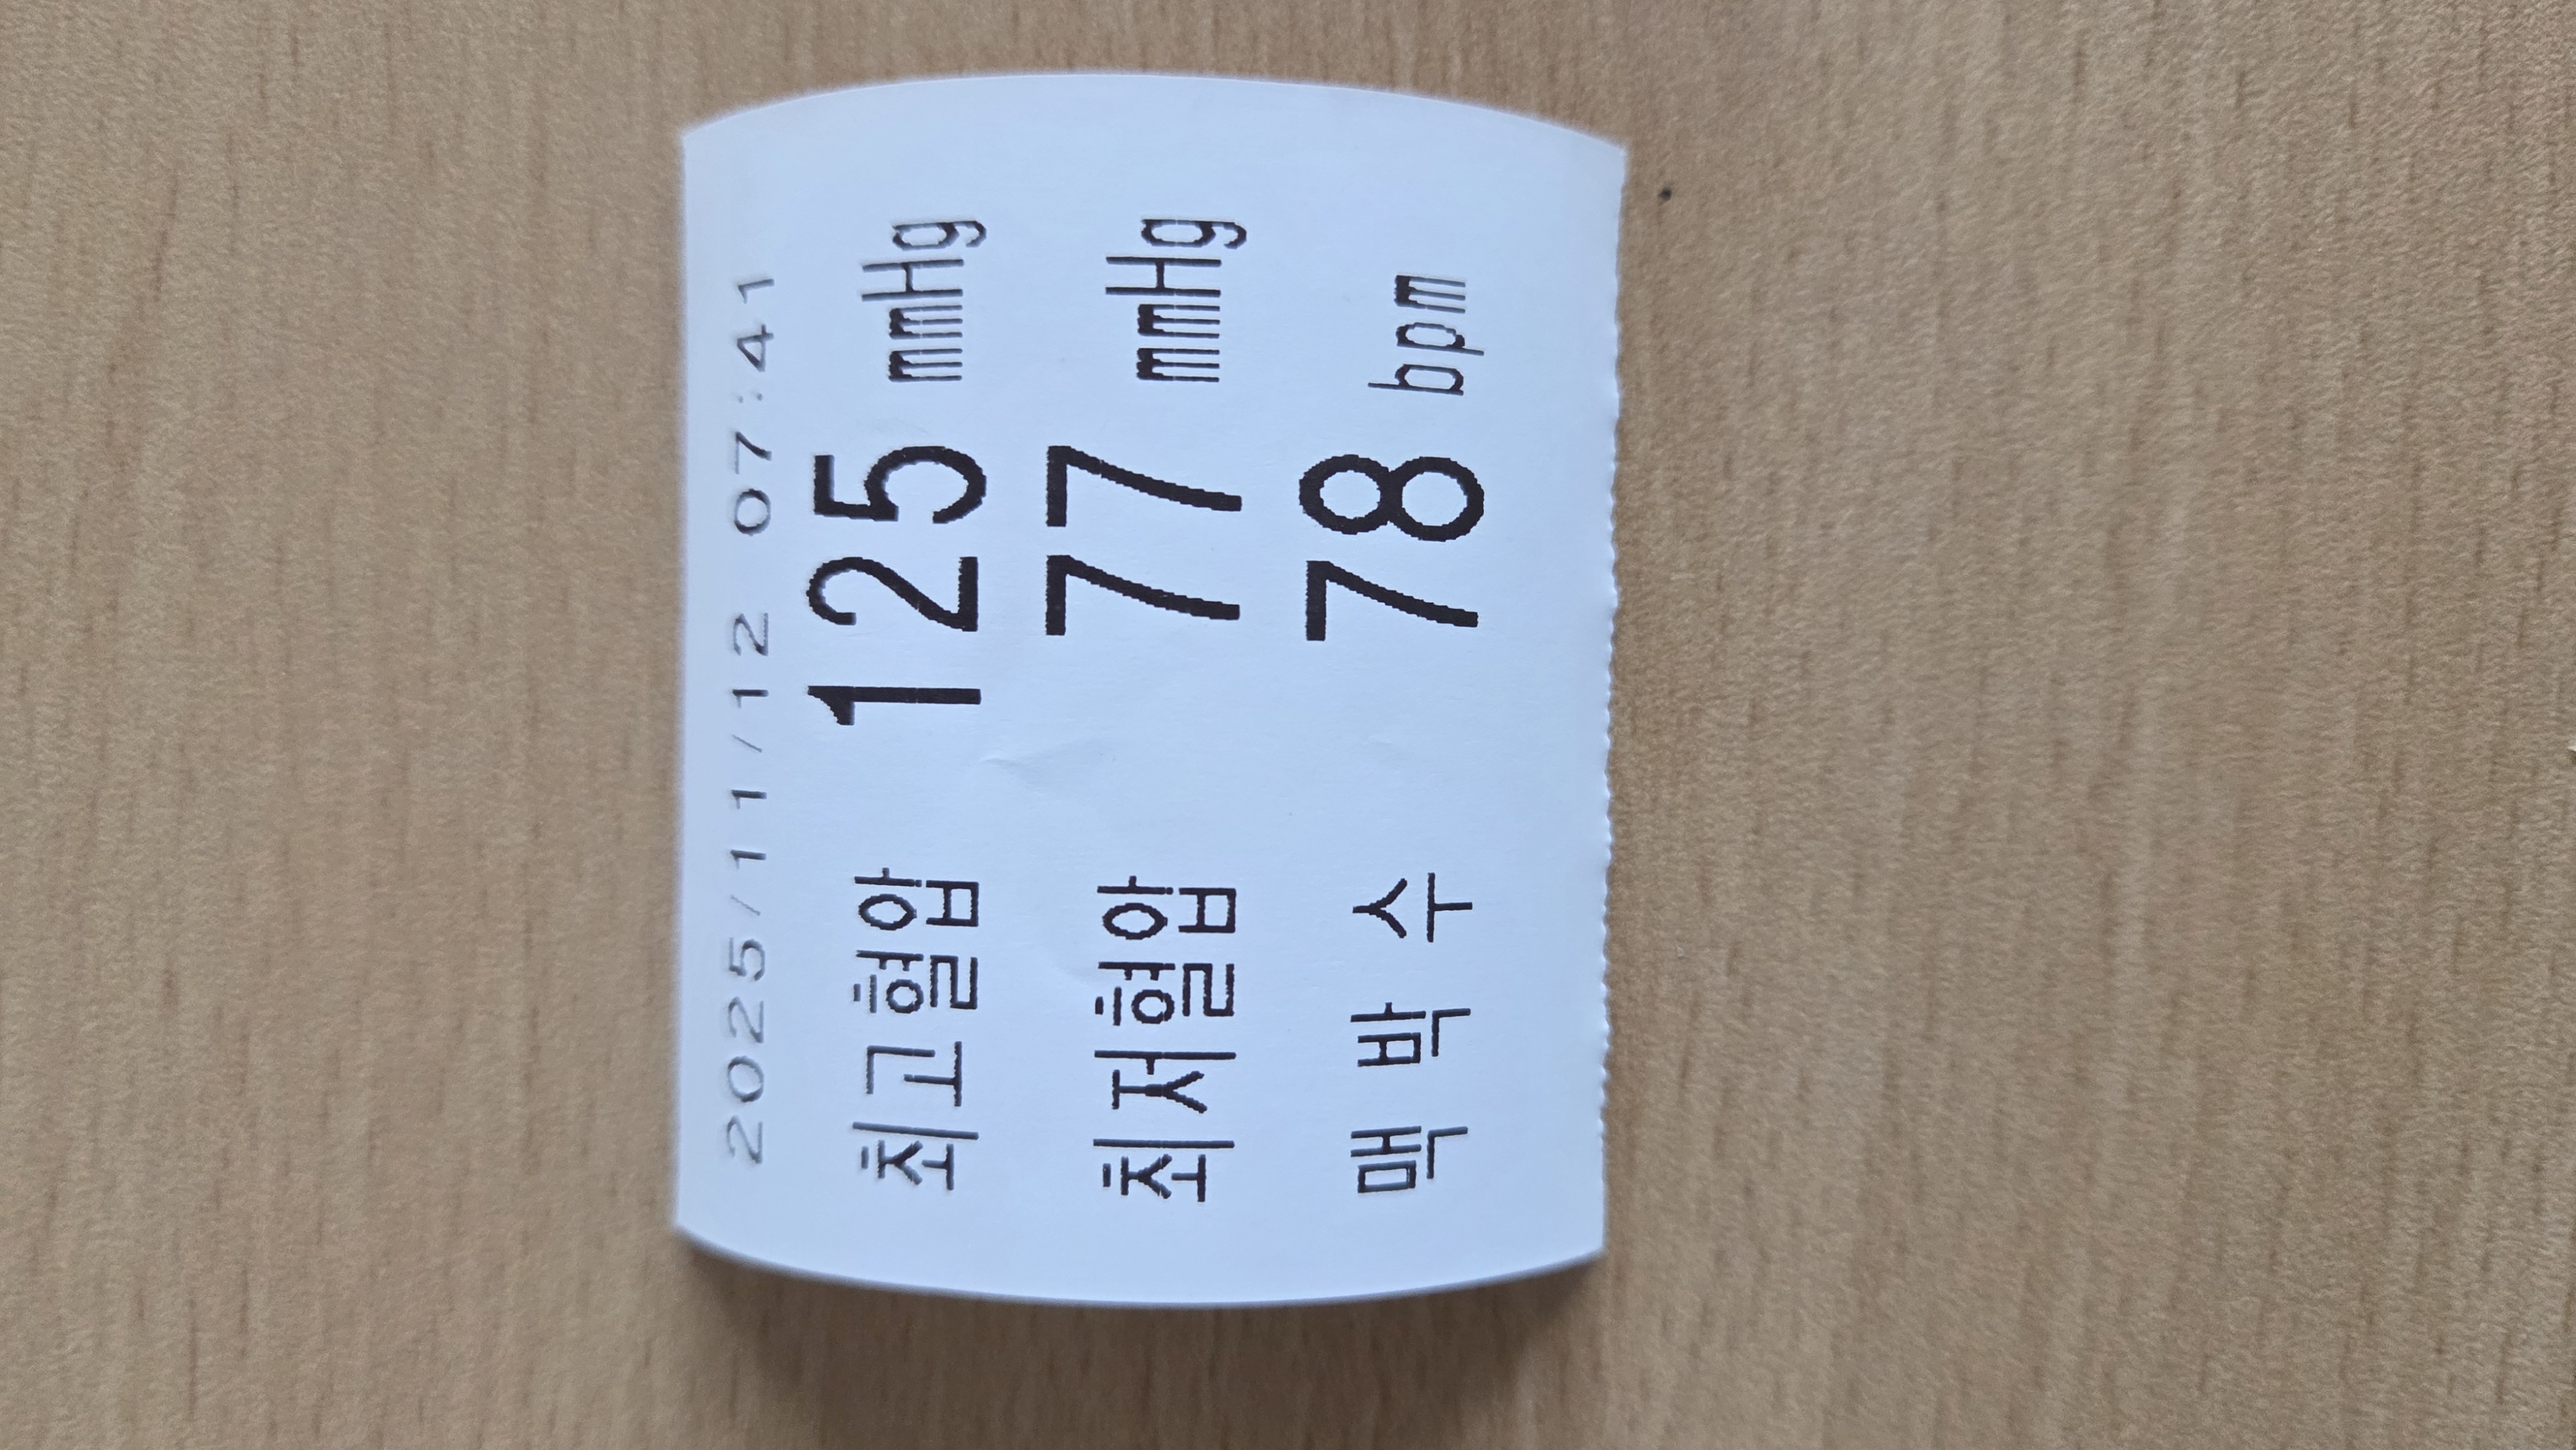 2025/11/12 07:41
최고혈압 125 mmHg
최저혈압 77 mmHg
맥 박 수 78 bpm